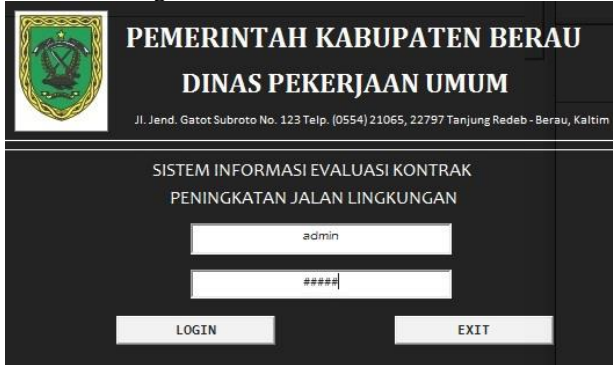 PEMERINTAH KABUPATEN BERAU
DINAS PEKERJAAN UMUM
Jl. Jend. Gatot Subroto No. 123 Telp. (0554) 21065, 22797 Tanjung Redeb - Berau, Kaltim
SISTEM INFORMASI EVALUASI KONTRAK
PENINGKATAN JALAN LINGKUNGAN
admin
#####
LOGIN EXIT